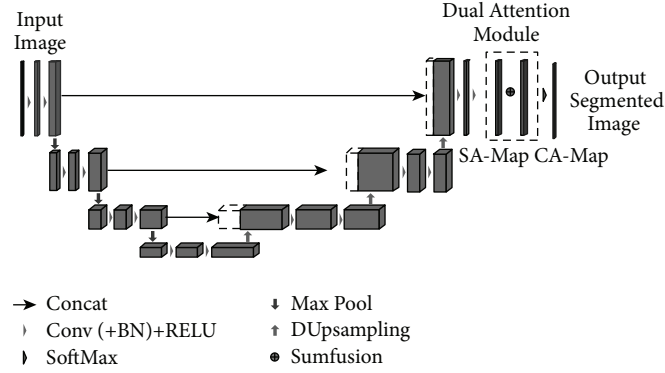 Input
Image
Dual Attention
Module
Output
Segmented
Image
SA-Map CA-Map
Concat
Conv (+BN)+RELU
SoftMax
Max Pool
DUpsampling
Sumfusion